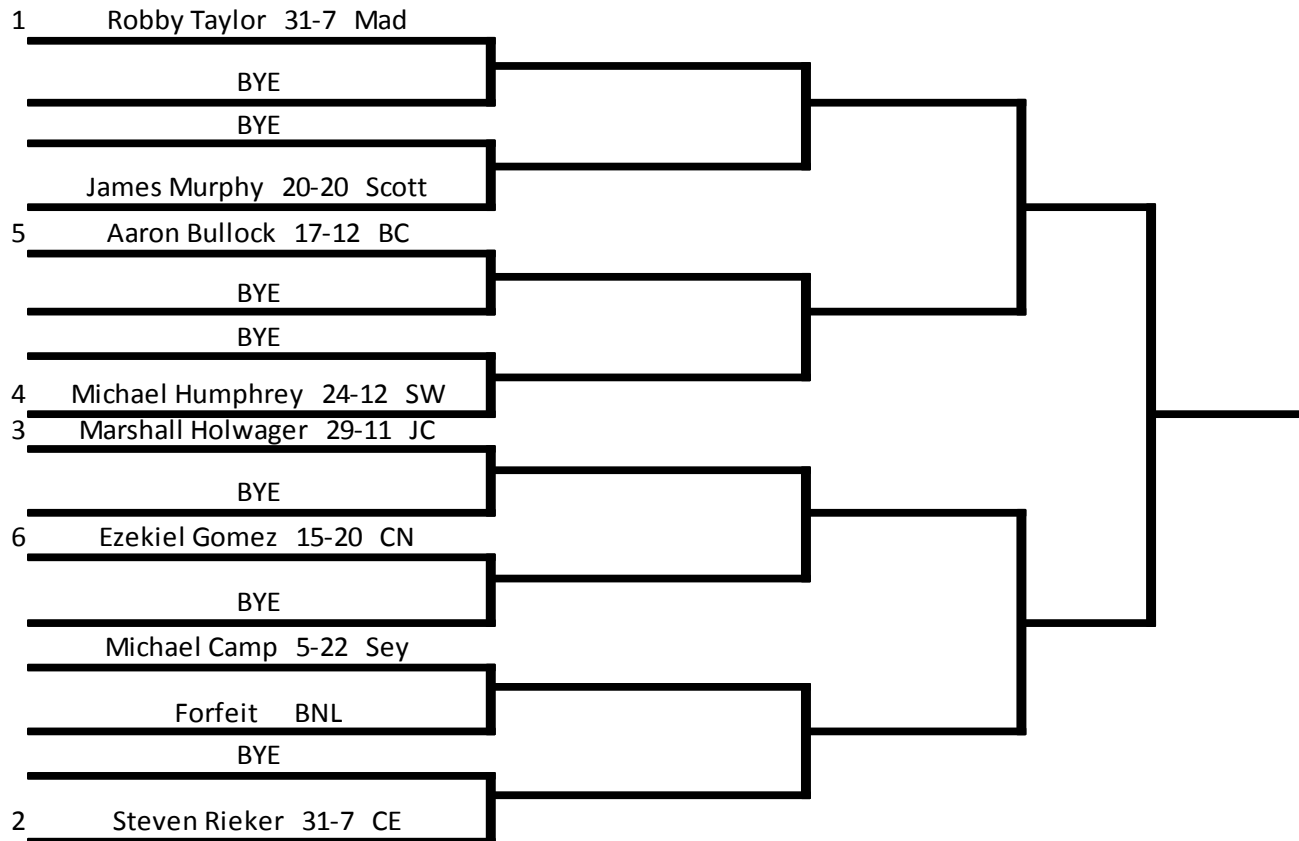 1 Robby Taylor 31-7 Mad
BYE
BYE
James Murphy 20-20 Scott
5 Aaron Bullock 17-12 BC
BYE
BYE
4 Michael Humphrey 24-12 SW
3 Marshall Holwager 29-11 JC
BYE
6 Ezekiel Gomez 15-20 CN
BYE
Michael Camp 5-22 Sey
Forfeit BNL
BYE
2 Steven Rieker 31-7 CE